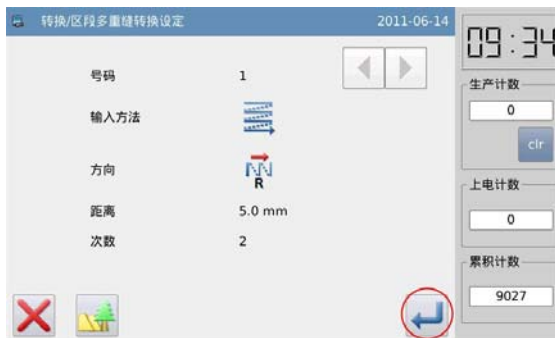 转换/区段多重缝转换设定 2011-06-14
09:34
号码 1
输入方法
方向 R
距离 5.0 mm
次数 2
生产计数
0
clr
上电计数
0
累积计数
9027